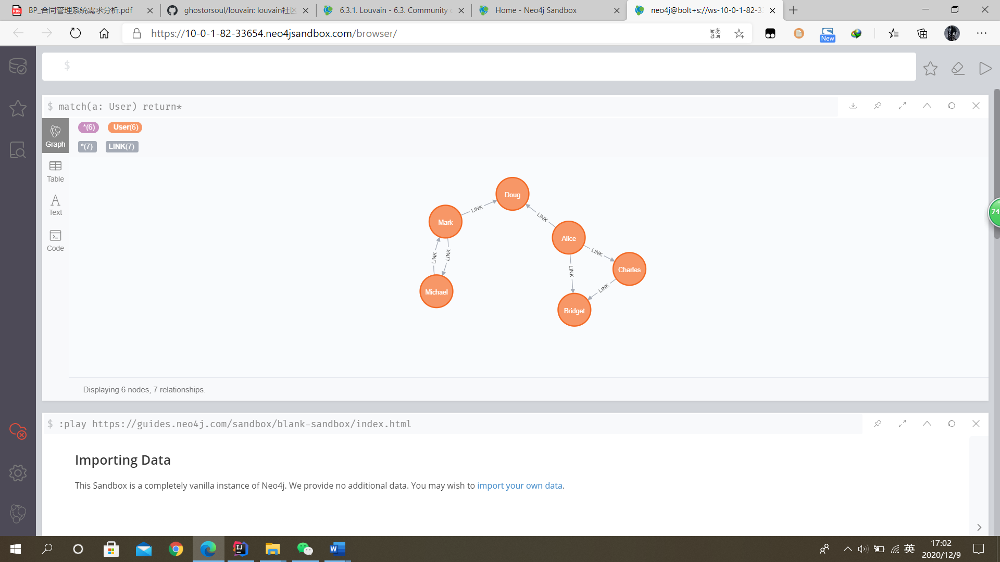 BP_合同管理系统需求分析.pdf
ghostorsoul/louvain: louvain社区
6.3.1. Louvain - 6.3. Community
Home - Neo4j Sandbox
neo4j@bolt+s://ws-10-0-1-82-33
https://10-0-1-82-33654.neo4jsandbox.com/browser/
New
$
$ match(a: User) return*
*(6) User(6)
*(7) LINK(7)
Graph
Table
Text
Code
Doug
Mark
LINK
LINK
Alice
LINK
LINK
LINK
LINK
Charles
LINK
Michael
Bridget
74
Displaying 6 nodes, 7 relationships.
$ :play https://guides.neo4j.com/sandbox/blank-sandbox/index.html
Importing Data
This Sandbox is a completely vanilla instance of Neo4j. We provide no additional data. You may wish to import your own data.
英
17:02
2020/12/9